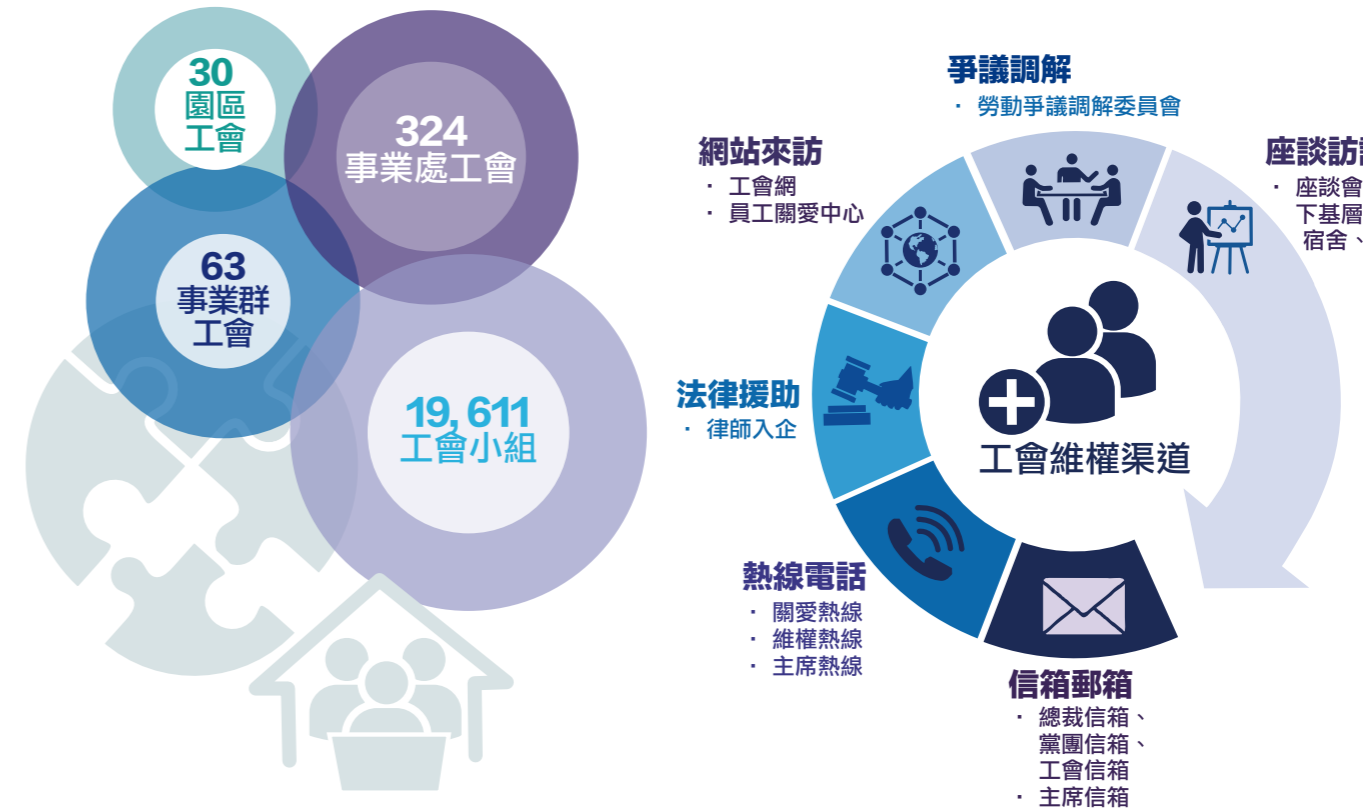 30
園區
工會
324
事業處工會
63
事業群
工會
19,611
工會小組
爭議調解
· 勞動爭議調解委員會
網站來訪
· 工會網
· 員工關愛中心
座談訪
· 座談會
下基層
宿舍、
法律援助
· 律師入企
工會維權渠道
熱線電話
· 關愛熱線
· 維權熱線
· 主席熱線
信箱郵箱
· 總裁信箱、
黨團信箱、
工會信箱
· 主席信箱